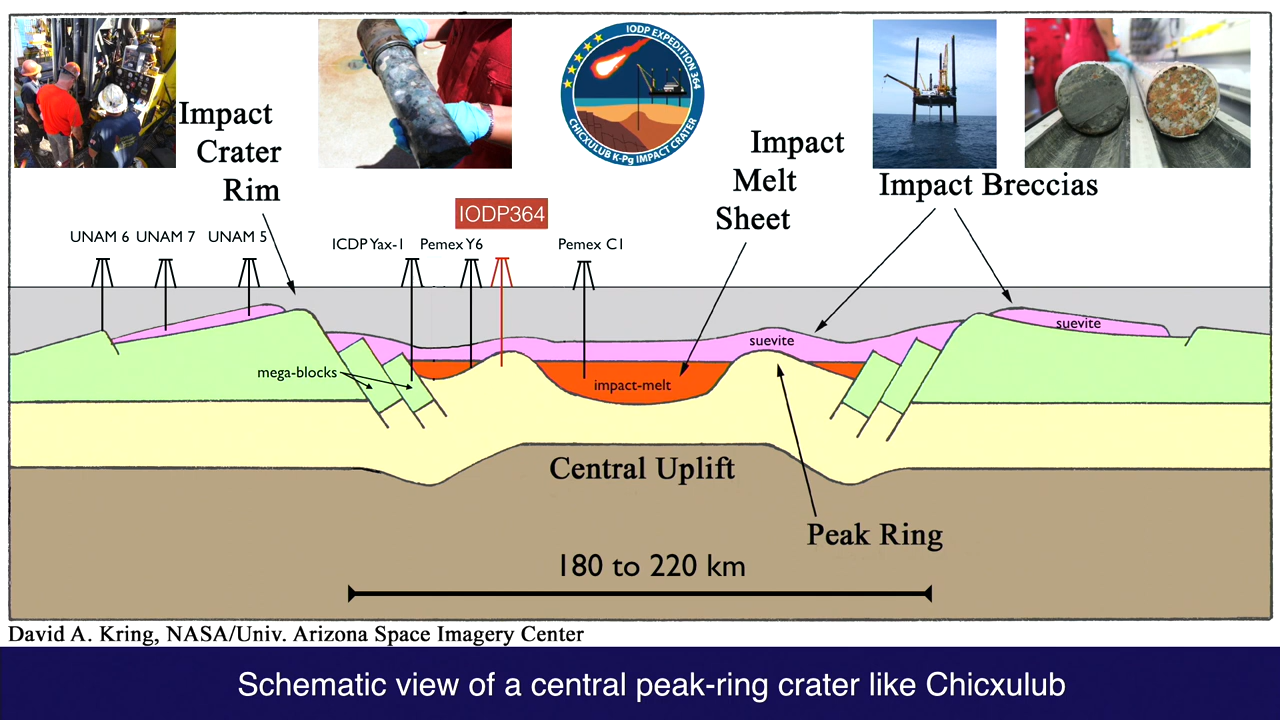 IODP EXPEDITION 364
CHICXULUB K-Pg IMPACT CRATER
Impact
Crater
Rim
Impact
Melt
Sheet
Impact Breccias
IODP364
UNAM 6
UNAM 7
UNAM 5
ICDP Yax-1
Pemex Y6
Pemex C1
suevite
suevite
mega-blocks
impact-melt
Central Uplift
Peak Ring
180 to 220 km
David A. Kring, NASA/Univ. Arizona Space Imagery Center
Schematic view of a central peak-ring crater like Chicxulub